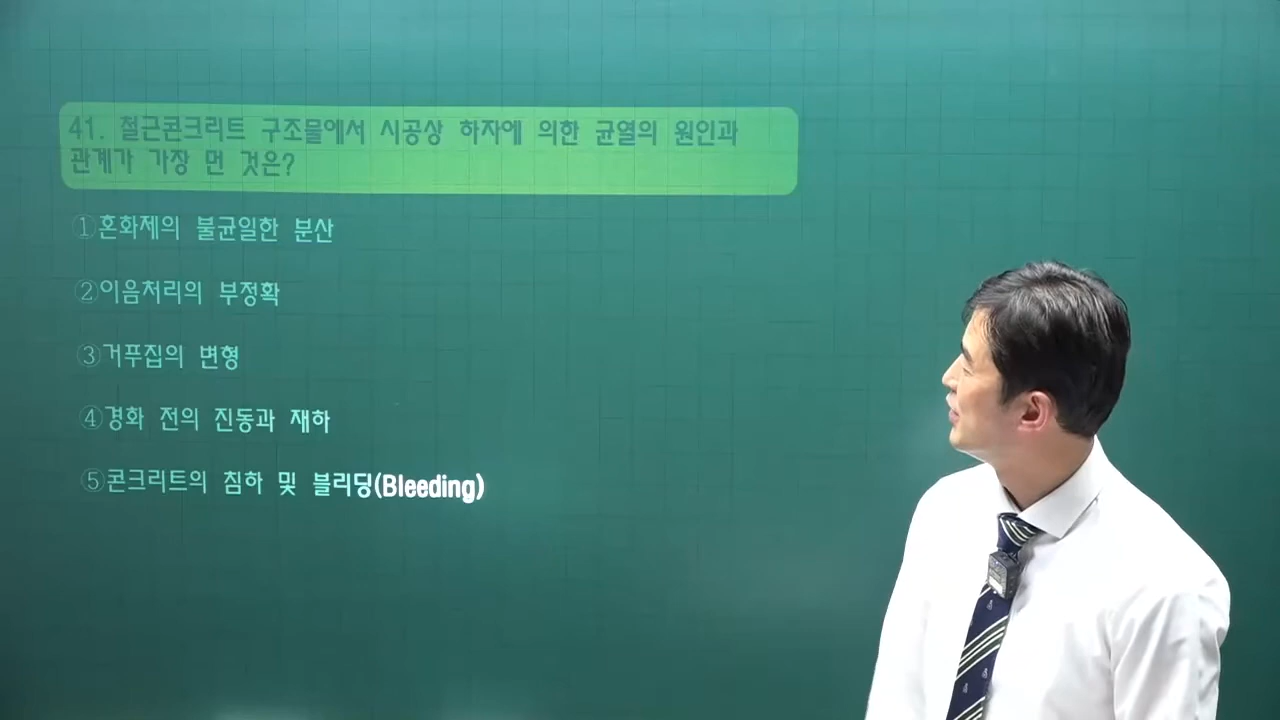 41. 철근콘크리트 구조물에서 시공상 하자에 의한 균열의 원인과
관계가 가장 먼 것은?
①혼화제의 불균일한 분산
②이음처리의 부정확
③거푸집의 변형
④경화 전의 진동과 재하
⑤콘크리트의 침하 및 블리딩(Bleeding)